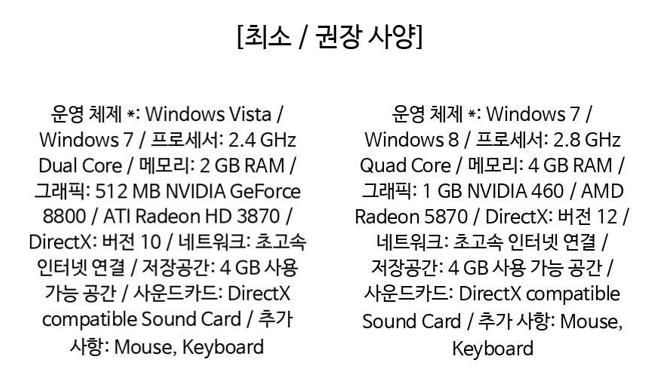 [최소 / 권장 사양]
운영 체제 *: Windows Vista /
Windows 7 / 프로세서: 2.4 GHz
Dual Core / 메모리: 2 GB RAM /
그래픽: 512 MB NVIDIA GeForce
8800 / ATI Radeon HD 3870 /
DirectX: 버전 10 / 네트워크: 초고속
인터넷 연결 / 저장공간: 4 GB 사용
가능 공간 / 사운드카드: DirectX
compatible Sound Card / 추가
사항: Mouse, Keyboard
운영 체제 *: Windows 7 /
Windows 8 / 프로세서: 2.8 GHz
Quad Core / 메모리: 4 GB RAM /
그래픽: 1 GB NVIDIA 460 / AMD
Radeon 5870 / DirectX: 버전 12 /
네트워크: 초고속 인터넷 연결 /
저장공간: 4 GB 사용 가능 공간 /
사운드카드: DirectX compatible
Sound Card / 추가 사항: Mouse,
Keyboard